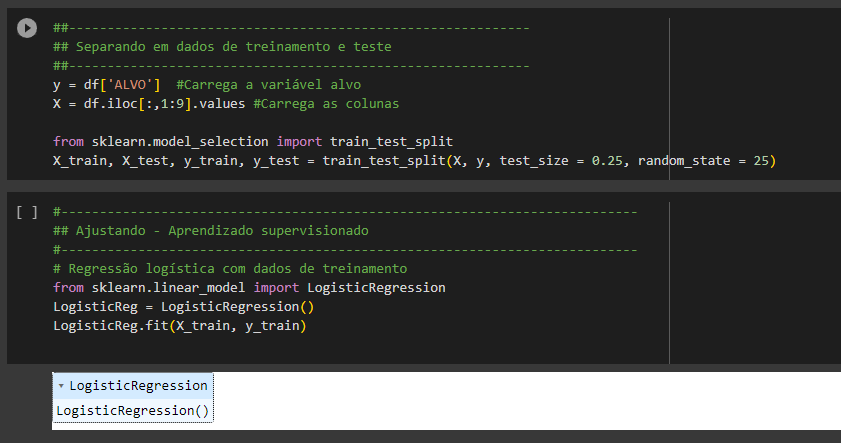 ##------------------------------------------------------------
## Separando em dados de treinamento e teste
##------------------------------------------------------------
y = df['ALVO']  #Carrega a variável alvo
X = df.iloc[:,1:9].values #Carrega as colunas
from sklearn.model_selection import train_test_split
X_train, X_test, y_train, y_test = train_test_split(X, y, test_size = 0.25, random_state = 25)
[ ]
#---------------------------------------------------------------------------
## Ajustando - Aprendizado supervisionado
#---------------------------------------------------------------------------
# Regressão logística com dados de treinamento
from sklearn.linear_model import LogisticRegression
LogisticReg = LogisticRegression()
LogisticReg.fit(X_train, y_train)
▾ LogisticRegression
LogisticRegression()